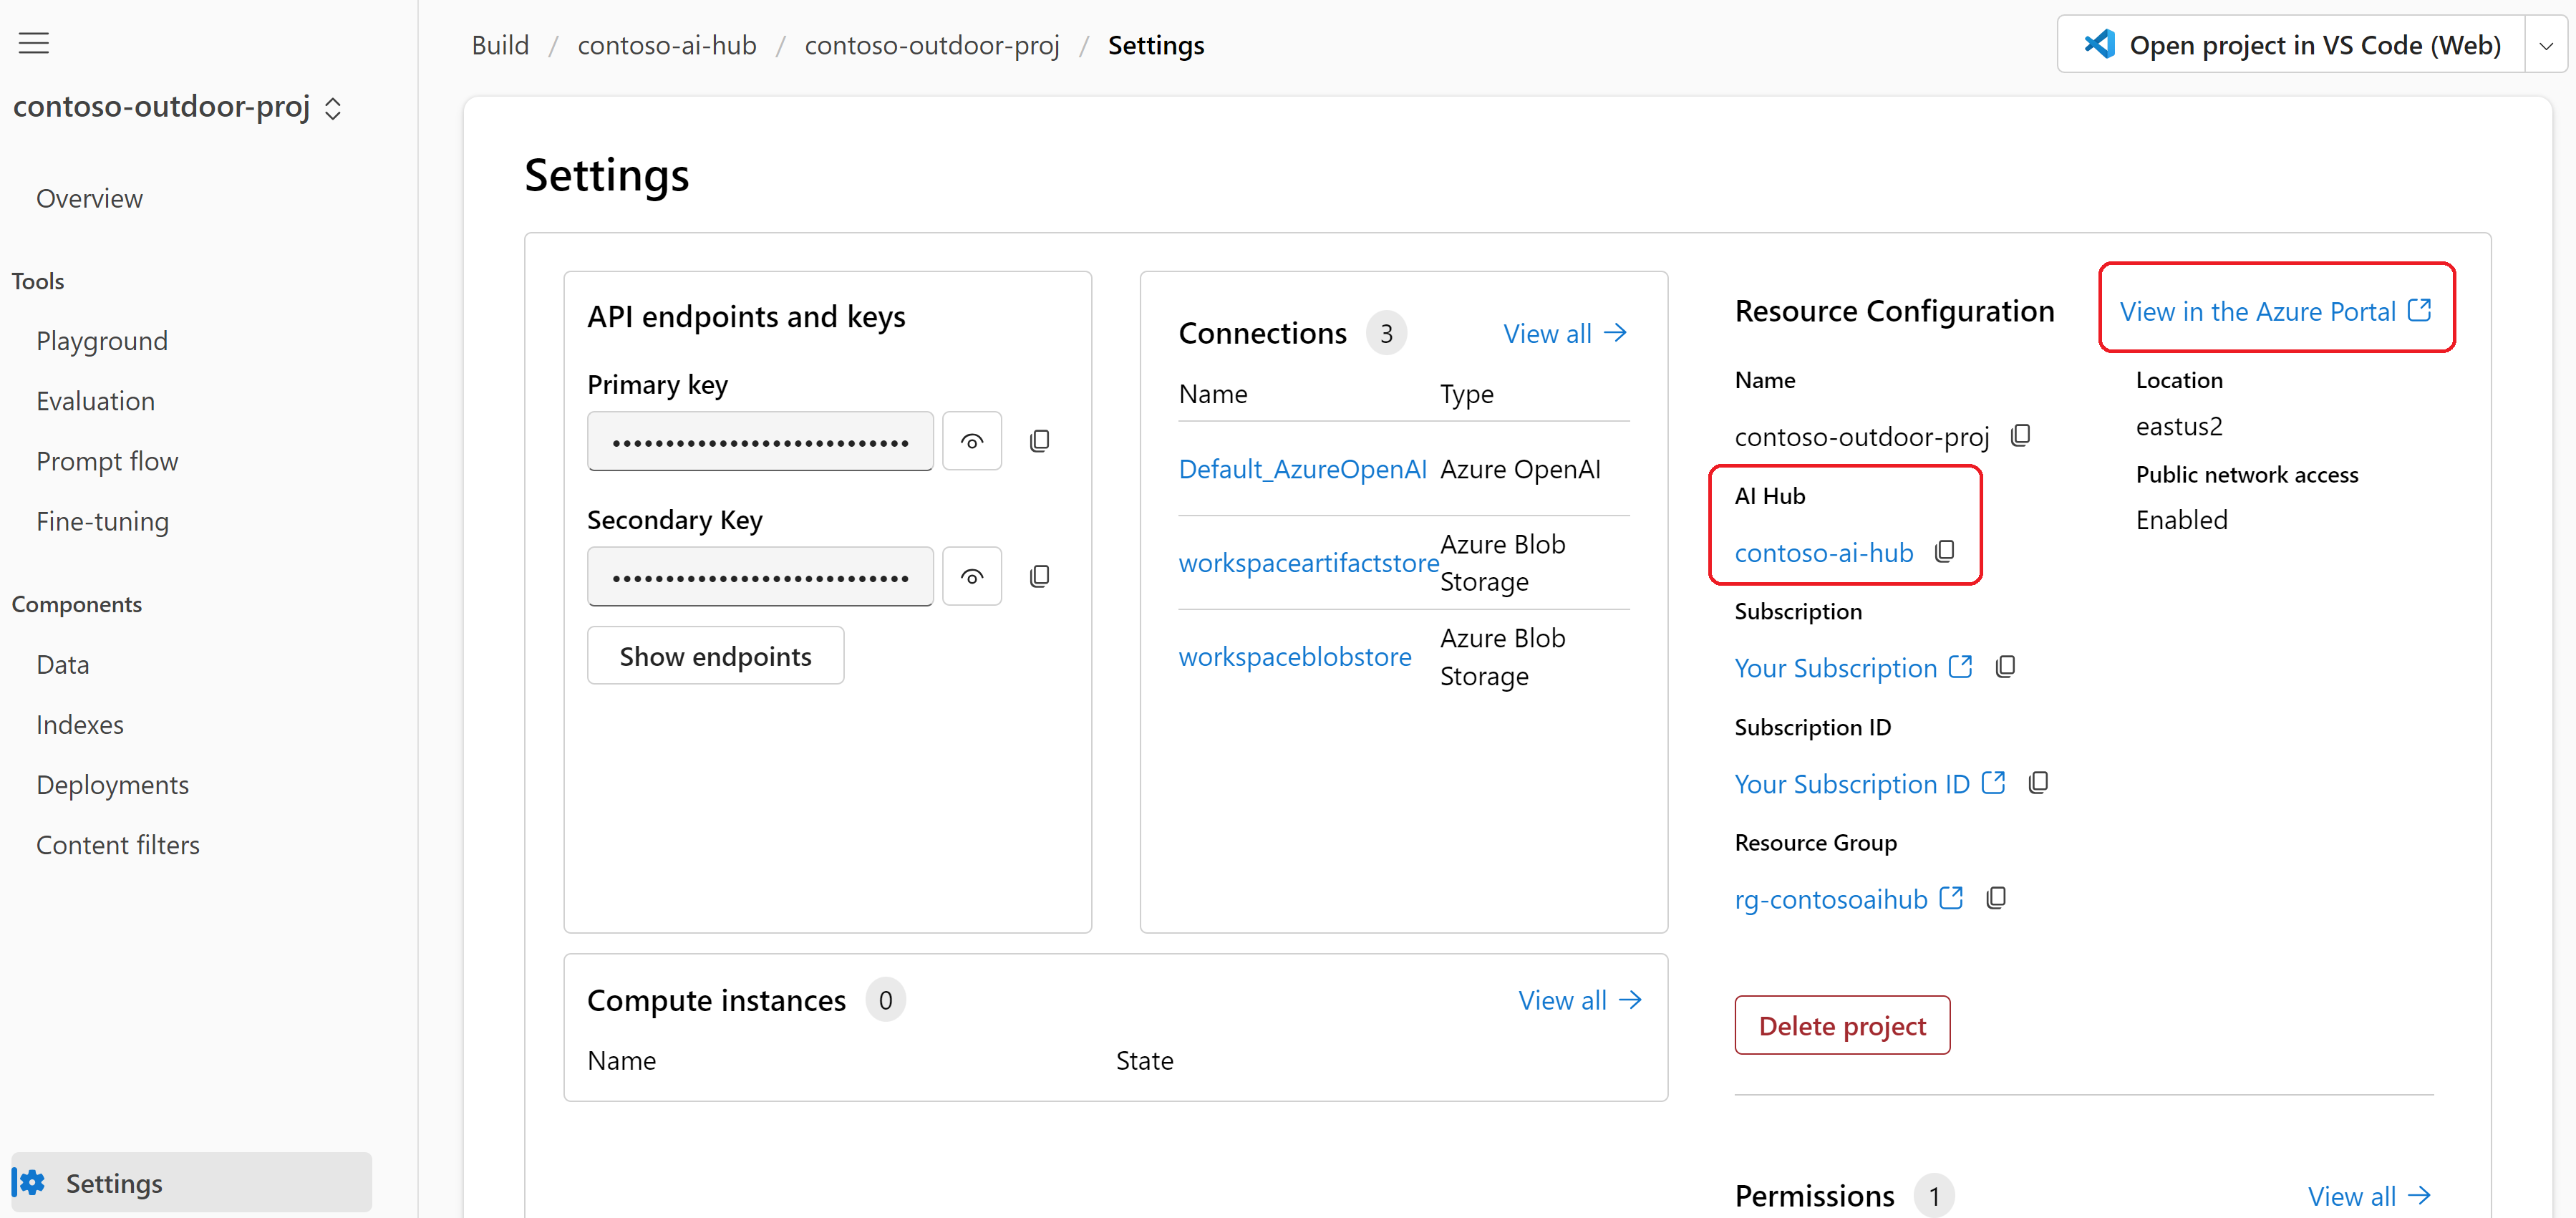 Build / contoso-ai-hub / contoso-outdoor-proj / Settings
Open project in VS Code (Web)
contoso-outdoor-proj
Overview
Tools
Playground
Evaluation
Prompt flow
Fine-tuning
Components
Data
Indexes
Deployments
Content filters
Settings
Settings
API endpoints and keys
Primary key
••••••••••••••••••••••••••••
Secondary Key
••••••••••••••••••••••••••••
Show endpoints
Connections 3 View all
Name Type
Default_AzureOpenAI Azure OpenAI
workspaceartifactstore Azure Blob
Storage
workspaceblobstore Azure Blob
Storage
Compute instances 0 View all
Name State
Resource Configuration View in the Azure Portal
Name
contoso-outdoor-proj
AI Hub
contoso-ai-hub
Subscription
Your Subscription
Subscription ID
Your Subscription ID
Resource Group
rg-contosoaihub
Location
eastus2
Public network access
Enabled
Delete project
Permissions 1 View all